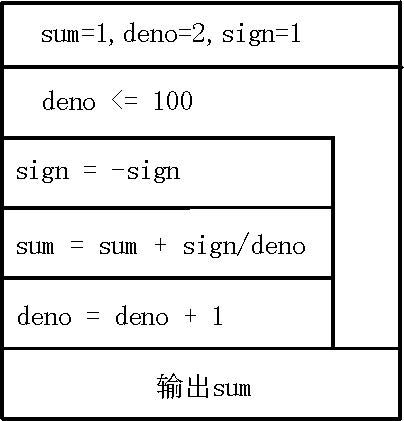 sum=1,deno=2,sign=1
deno <= 100
sign = -sign
sum = sum + sign/deno
deno = deno + 1
输出sum